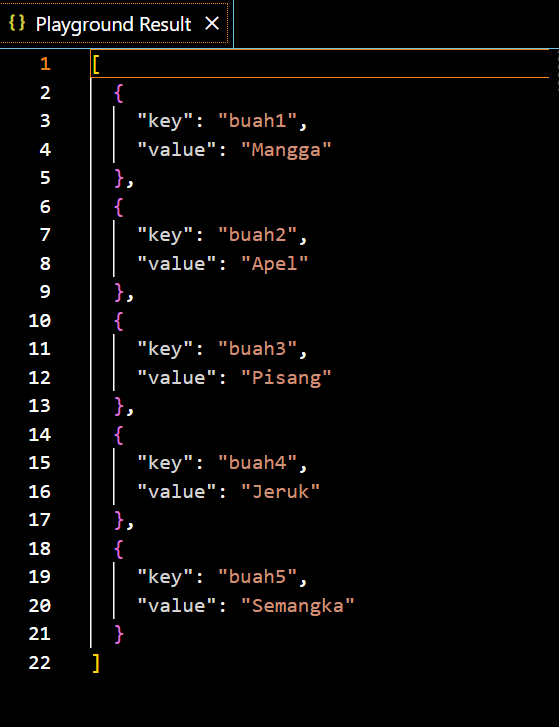 {} Playground Result ×
1 [
2 {
3 "key": "buah1",
4 "value": "Mangga"
5 },
6 {
7 "key": "buah2",
8 "value": "Apel"
9 },
10 {
11 "key": "buah3",
12 "value": "Pisang"
13 },
14 {
15 "key": "buah4",
16 "value": "Jeruk"
17 },
18 {
19 "key": "buah5",
20 "value": "Semangka"
21 }
22 ]